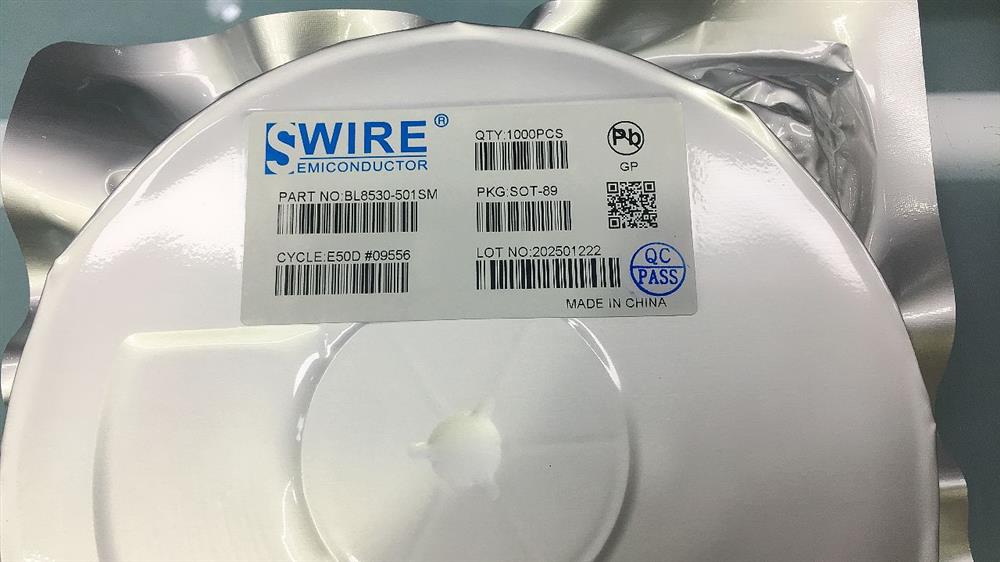 SWIRE®
SEMICONDUCTOR
QTY:1000PCS
Pb
GP
PART NO:BL8530-501SM
PKG:SOT-89
CYCLE:E50D #09556
LOT NO:202501222
QC
PASS
MADE IN CHINA